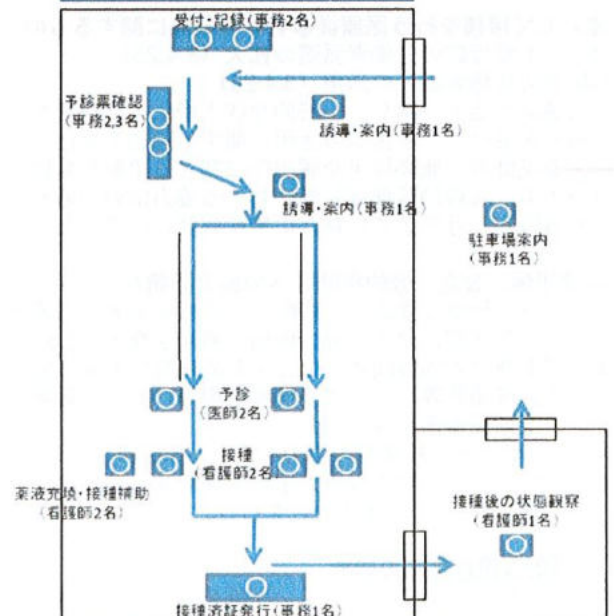 受付・記録(事務2名)
予診票確認
(事務2,3名)
誘導・案内(事務1名)
誘導・案内(事務1名)
駐車場案内
(事務1名)
予診
(医師2名)
接種
(看護師2名)
薬液充填・接種補助
(看護師2名)
接種後の状態観察
(看護師1名)
接種済証発行(事務1名)